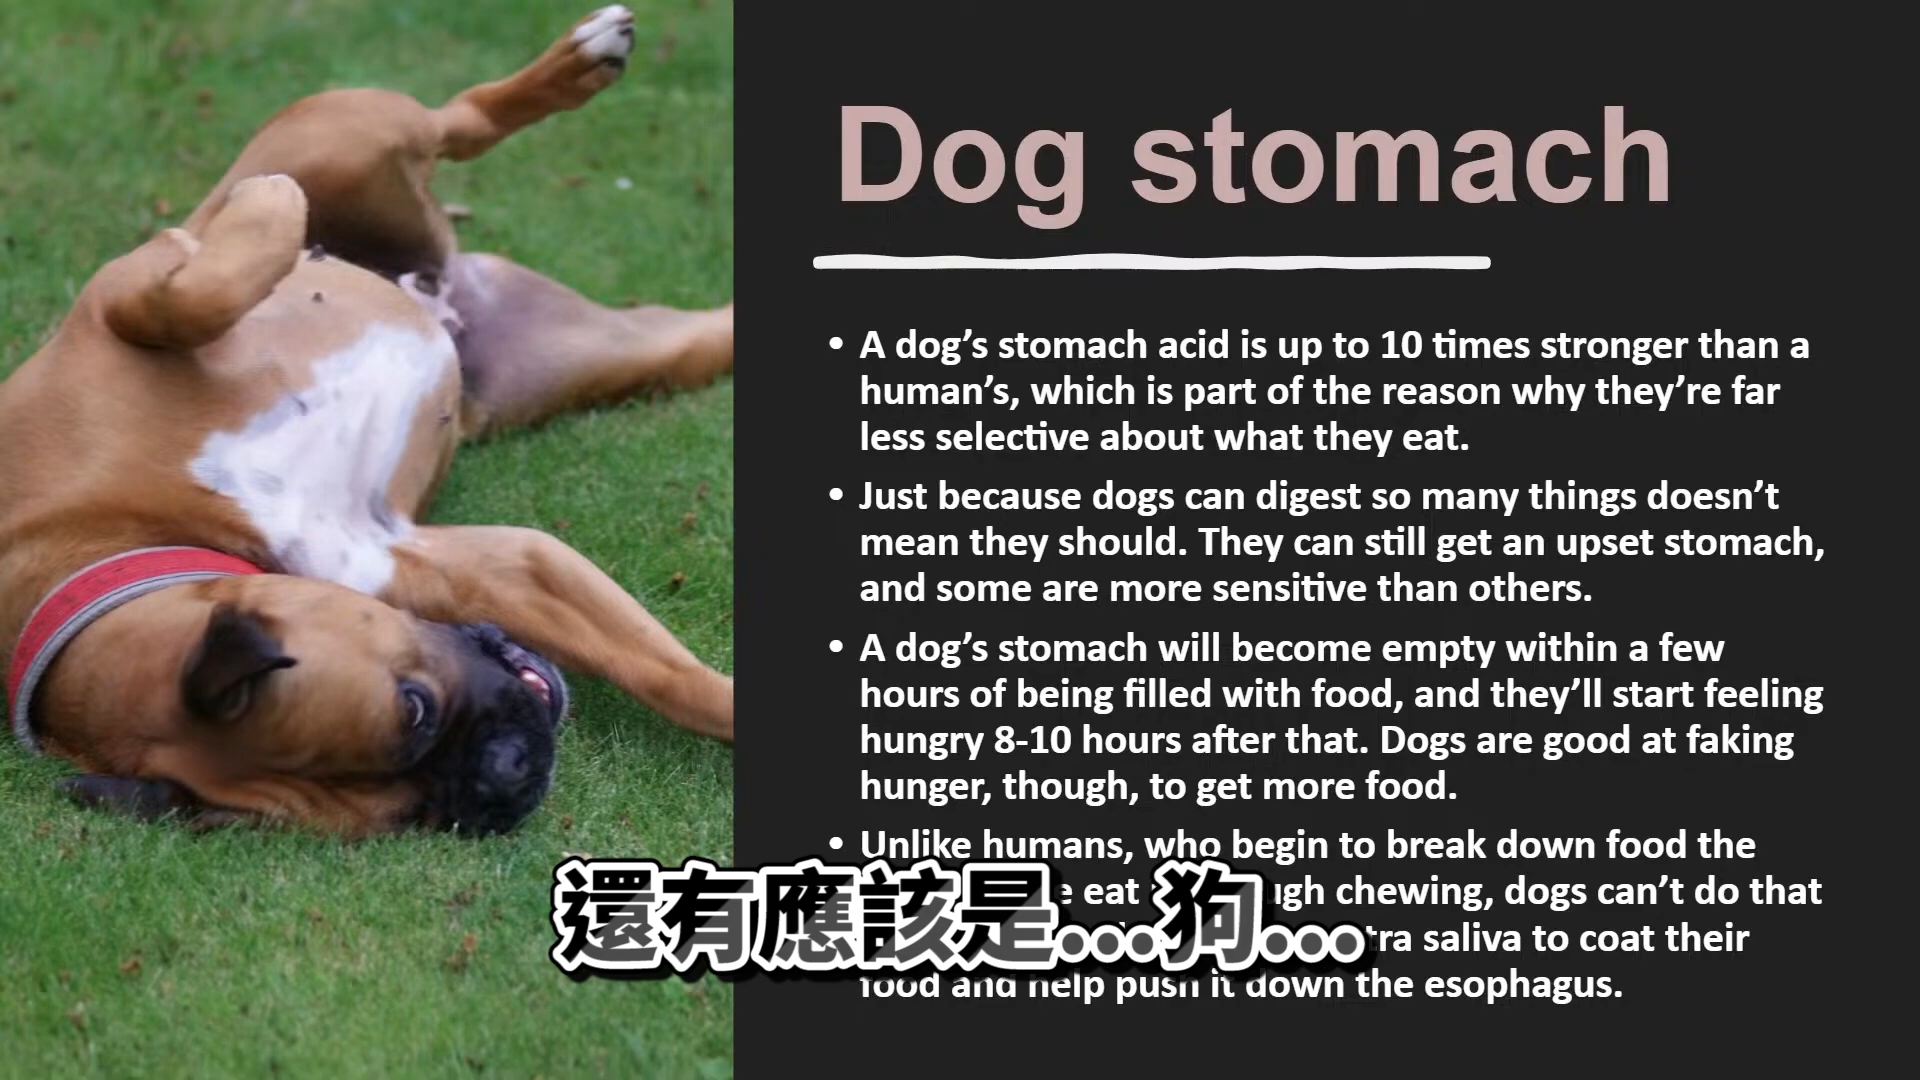 Dog stomach
• A dog’s stomach acid is up to 10 times stronger than a
human’s, which is part of the reason why they’re far
less selective about what they eat.
• Just because dogs can digest so many things doesn’t
mean they should. They can still get an upset stomach,
and some are more sensitive than others.
• A dog’s stomach will become empty within a few
hours of being filled with food, and they’ll start feeling
hungry 8-10 hours after that. Dogs are good at faking
hunger, though, to get more food.
• Unlike humans, who begin to break down food the
eat chewing, dogs can’t do that
saliva to coat their
food and help push it down the esophagus.
還有應該是...狗...